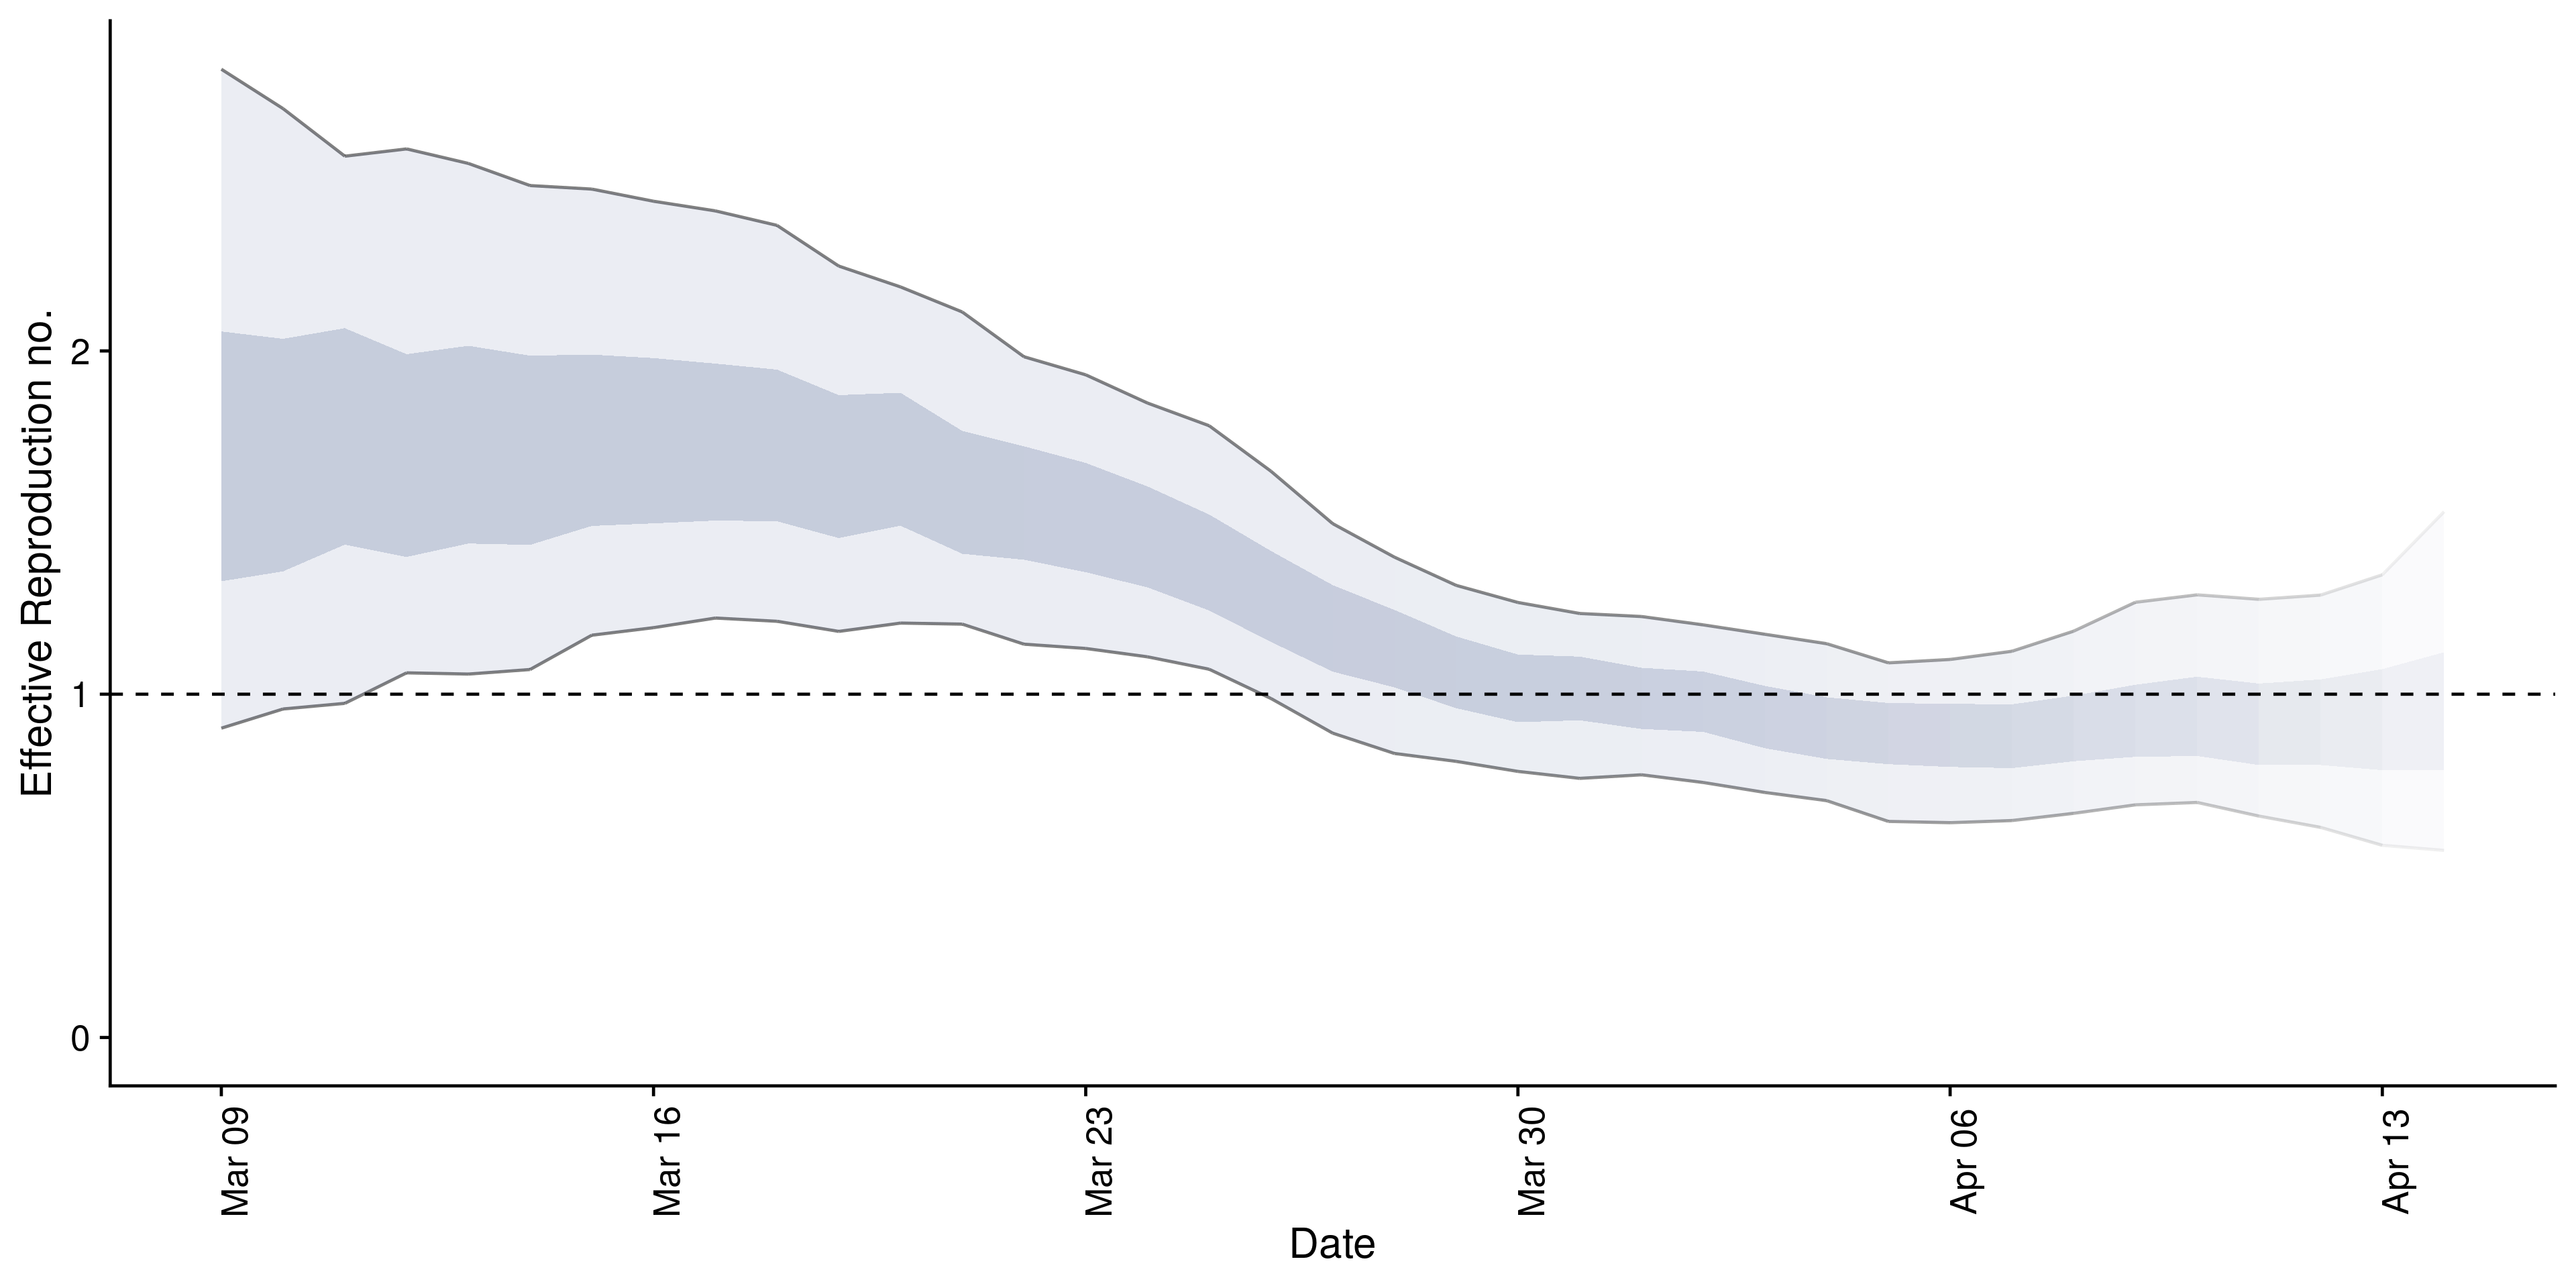 Effective Reproduction no.
2
1
0
Mar 09
Mar 16
Mar 23
Mar 30
Apr 06
Apr 13
Date